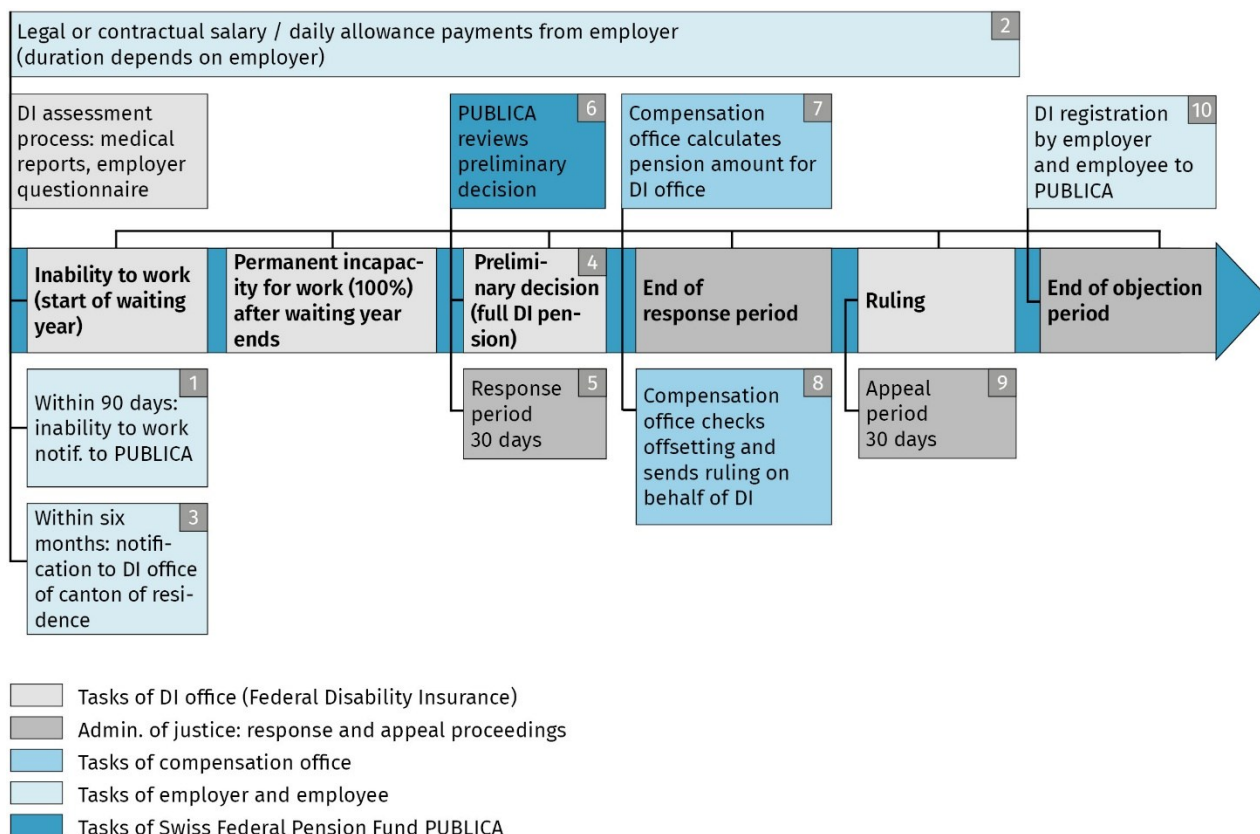 Legal or contractual salary / daily allowance payments from employer
(duration depends on employer)
2
DI assessment
process: medical
reports, employer
questionnaire
PUBLICA
reviews
preliminary
decision
6
Compensation
office calculates
pension amount for
DI office
7
DI registration
by employer
and employee to
PUBLICA
10
Inability to work
(start of waiting
year)
Permanent incapac-
ity for work (100%)
after waiting year
ends
Prelimi-
nary decision
(full DI pen-
sion)
4
End of
response period
Ruling
End of objection
period
1
Within 90 days:
inability to work
notif. to PUBLICA
Response
period
30 days
5
Compensation
office checks
offsetting and
sends ruling on
behalf of DI
8
Appeal
period
30 days
9
Within six
months: notifi-
cation to DI office
of canton of resi-
dence
3
Tasks of DI office (Federal Disability Insurance)
Admin. of justice: response and appeal proceedings
Tasks of compensation office
Tasks of employer and employee
Tasks of Swiss Federal Pension Fund PUBLICA